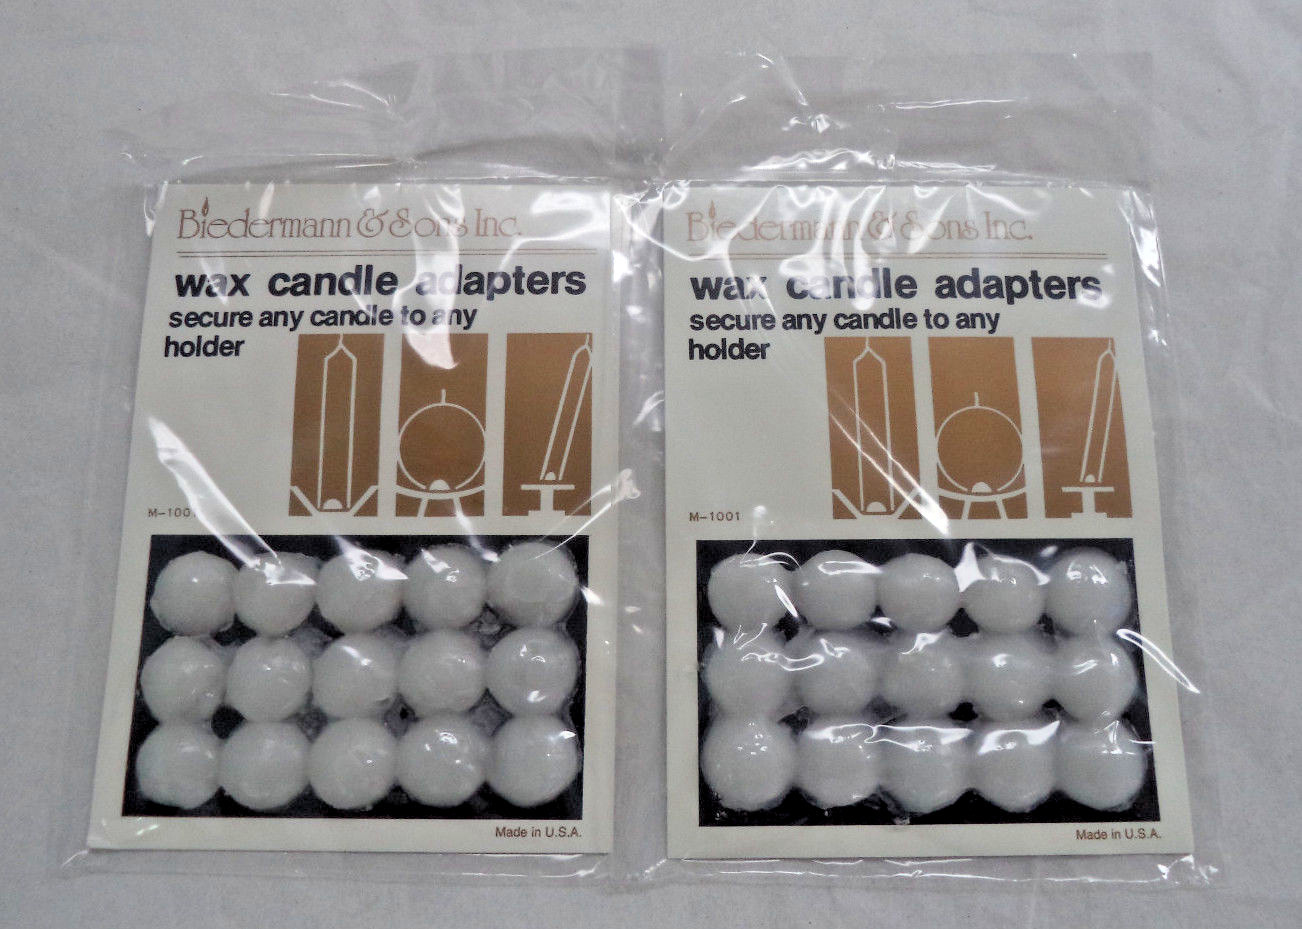 Biedermann & Sons Inc.
wax candle adapters
secure any candle to any
holder
M-1001
Made in U.S.A.
Biedermann & Sons Inc.
wax candle adapters
secure any candle to any
holder
M-1001
Made in U.S.A.